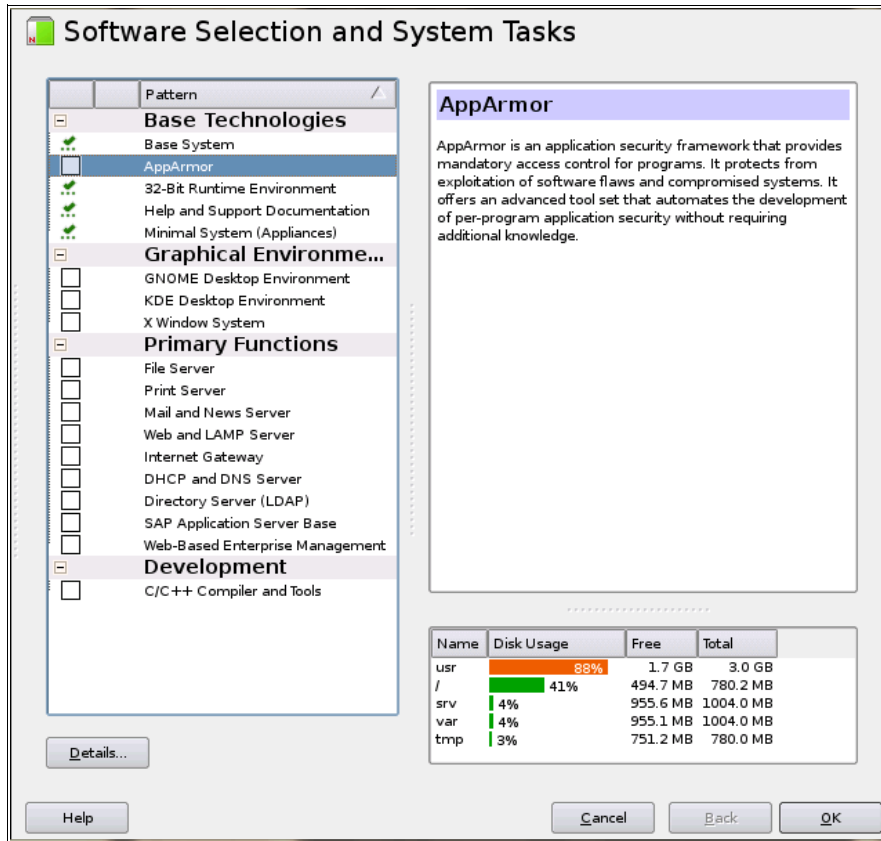 Software Selection and System Tasks
Pattern
Base Technologies
Base System
AppArmor
32-Bit Runtime Environment
Help and Support Documentation
Minimal System (Appliances)
Graphical Environme...
GNOME Desktop Environment
KDE Desktop Environment
X Window System
Primary Functions
File Server
Print Server
Mail and News Server
Web and LAMP Server
Internet Gateway
DHCP and DNS Server
Directory Server (LDAP)
SAP Application Server Base
Web-Based Enterprise Management
Development
C/C++ Compiler and Tools
Details...
AppArmor
AppArmor is an application security framework that provides
mandatory access control for programs. It protects from
exploitation of software flaws and compromised systems. It
offers an advanced tool set that automates the development
of per-program application security without requiring
additional knowledge.
Name Disk Usage Free Total
usr 88% 1.7 GB 3.0 GB
/ 41% 494.7 MB 780.2 MB
srv 4% 955.6 MB 1004.0 MB
var 4% 955.1 MB 1004.0 MB
tmp 3% 751.2 MB 780.0 MB
Help Cancel Back OK